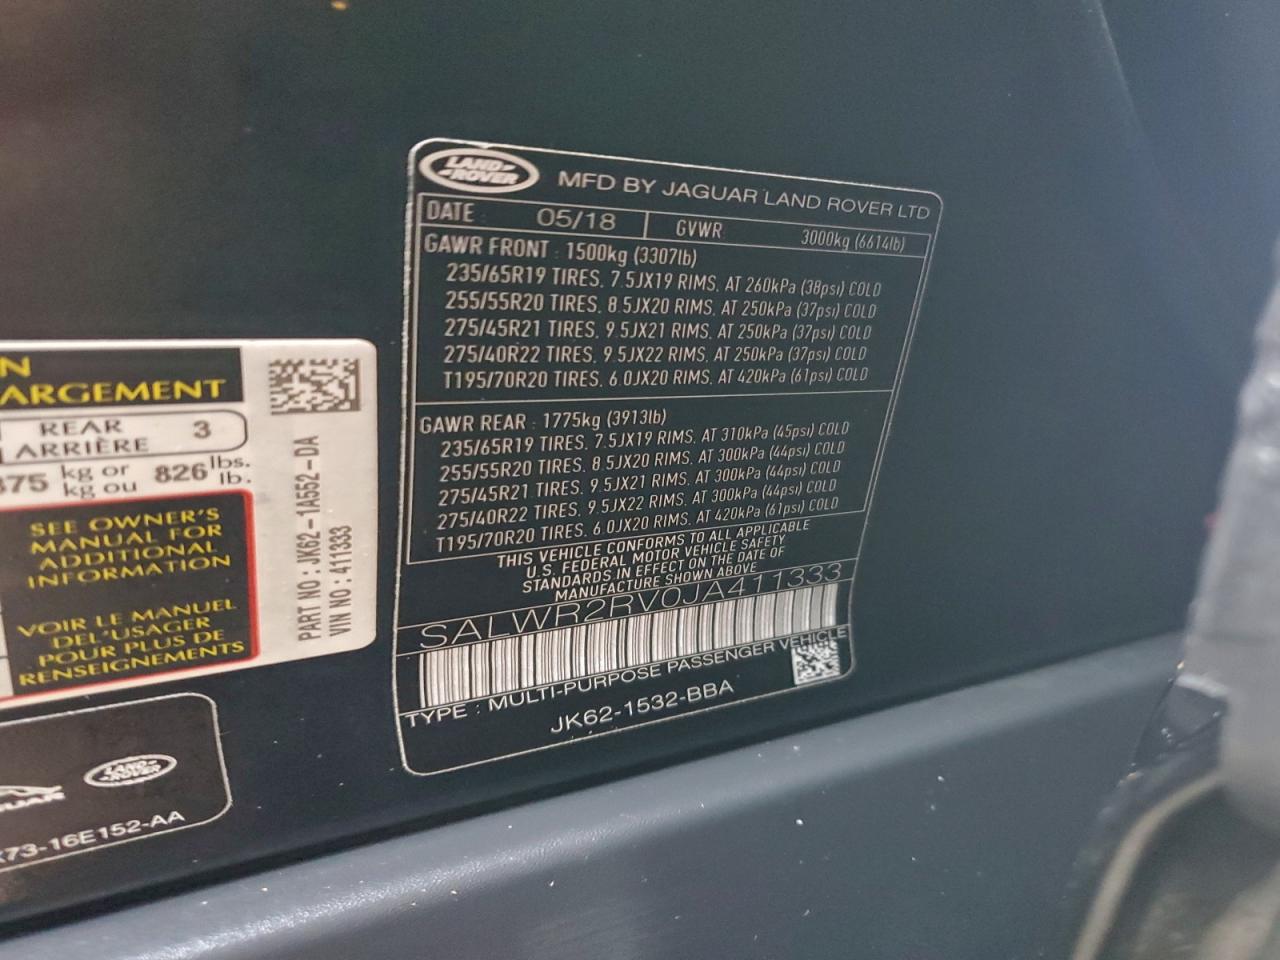 N
ARGEMENT
REAR
ARRIÈRE 3
375 kg or 826 lbs.
kg ou lb.
SEE OWNER'S
MANUAL FOR
ADDITIONAL
INFORMATION
VOIR LE MANUEL
DEL'USAGER
POUR PLUS DE
RENSEIGNEMENTS
PART NO : JK62-1A552-DA
VIN NO : 411333
LAND-
-ROVER
73-16E152-AA
LAND-
-ROVER
MFD BY JAGUAR LAND ROVER LTD
DATE : 05/18 GVWR 3000kg (6614lb)
GAWR FRONT : 1500kg (3307lb)
235/65R19 TIRES, 7.5JX19 RIMS, AT 260kPa (38psi) COLD
255/55R20 TIRES, 8.5JX20 RIMS, AT 250kPa (37psi) COLD
275/45R21 TIRES, 9.5JX21 RIMS, AT 250kPa (37psi) COLD
275/40R22 TIRES, 9.5JX22 RIMS, AT 250kPa (37psi) COLD
T195/70R20 TIRES, 6.0JX20 RIMS, AT 420kPa (61psi) COLD
GAWR REAR : 1775kg (3913lb)
235/65R19 TIRES, 7.5JX19 RIMS, AT 310kPa (45psi) COLD
255/55R20 TIRES, 8.5JX20 RIMS, AT 300kPa (44psi) COLD
275/45R21 TIRES, 9.5JX21 RIMS, AT 300kPa (44psi) COLD
275/40R22 TIRES, 9.5JX22 RIMS, AT 300kPa (44psi) COLD
T195/70R20 TIRES, 6.0JX20 RIMS, AT 420kPa (61psi) COLD
THIS VEHICLE CONFORMS TO ALL APPLICABLE
U.S. FEDERAL MOTOR VEHICLE SAFETY
STANDARDS IN EFFECT ON THE DATE OF
MANUFACTURE SHOWN ABOVE
SALWR2RV0JA411333
TYPE : MULTI-PURPOSE PASSENGER VEHICLE
JK62-1532-BBA